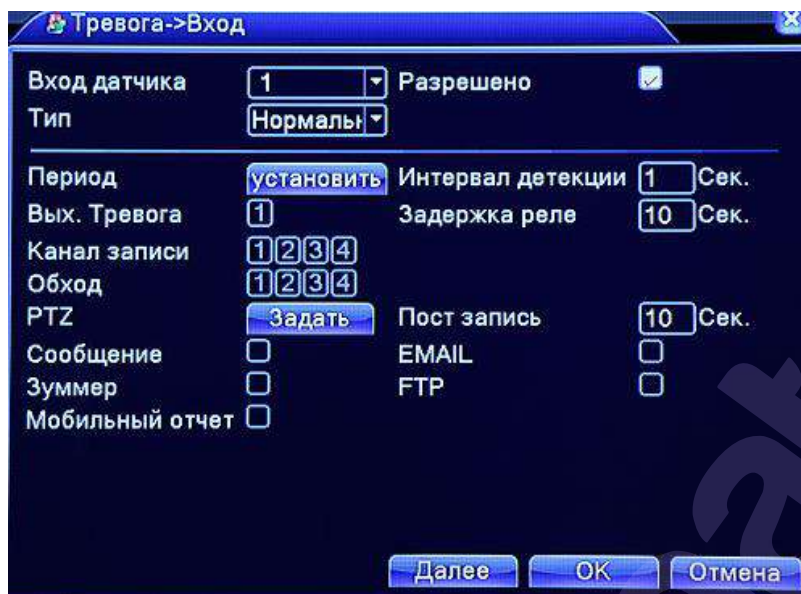 Тревога->Вход
Вход датчика 1 Разрешено
Тип Нормальн
Период установить Интервал детекции 1 Сек.
Вых. Тревога 1 Задержка реле 10 Сек.
Канал записи 1 2 3 4
Обход 1 2 3 4
PTZ Задать Пост запись 10 Сек.
Сообщение EMAIL
Зуммер FTP
Мобильный отчет
Далее OK Отмена